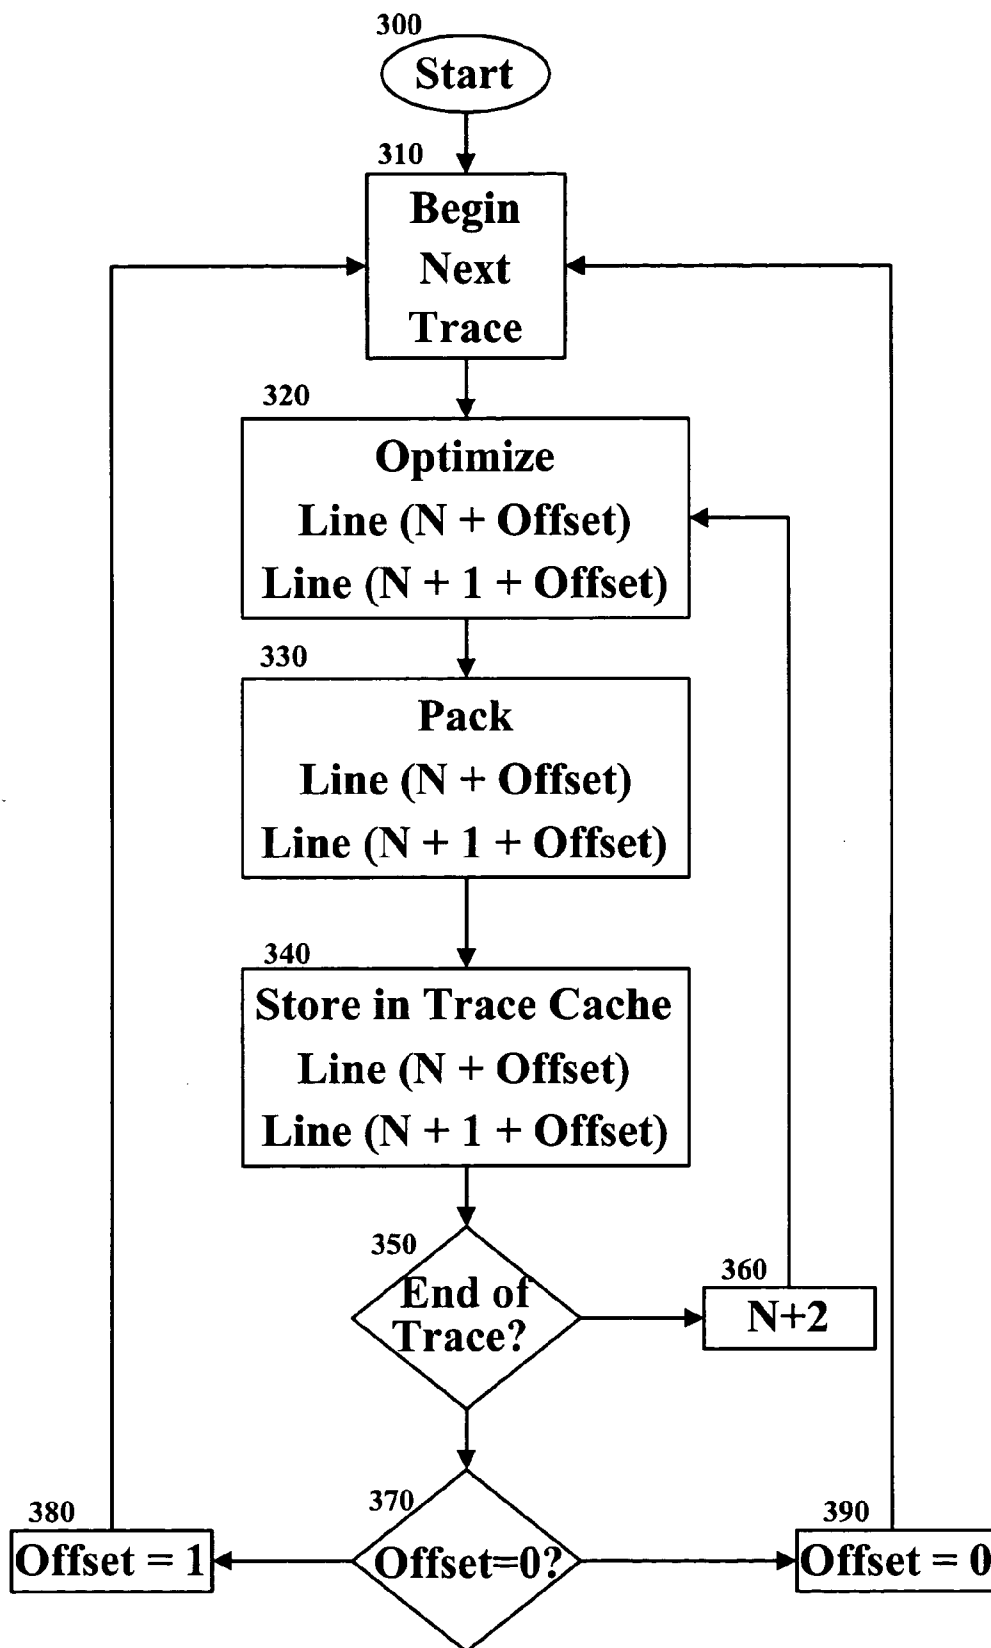 300
Start
310
Begin
Next
Trace
320
Optimize
Line (N + Offset)
Line (N + 1 + Offset)
330
Pack
Line (N + Offset)
Line (N + 1 + Offset)
340
Store in Trace Cache
Line (N + Offset)
Line (N + 1 + Offset)
350
End of
Trace?
360
N+2
370
Offset=0?
380
Offset = 1
390
Offset = 0